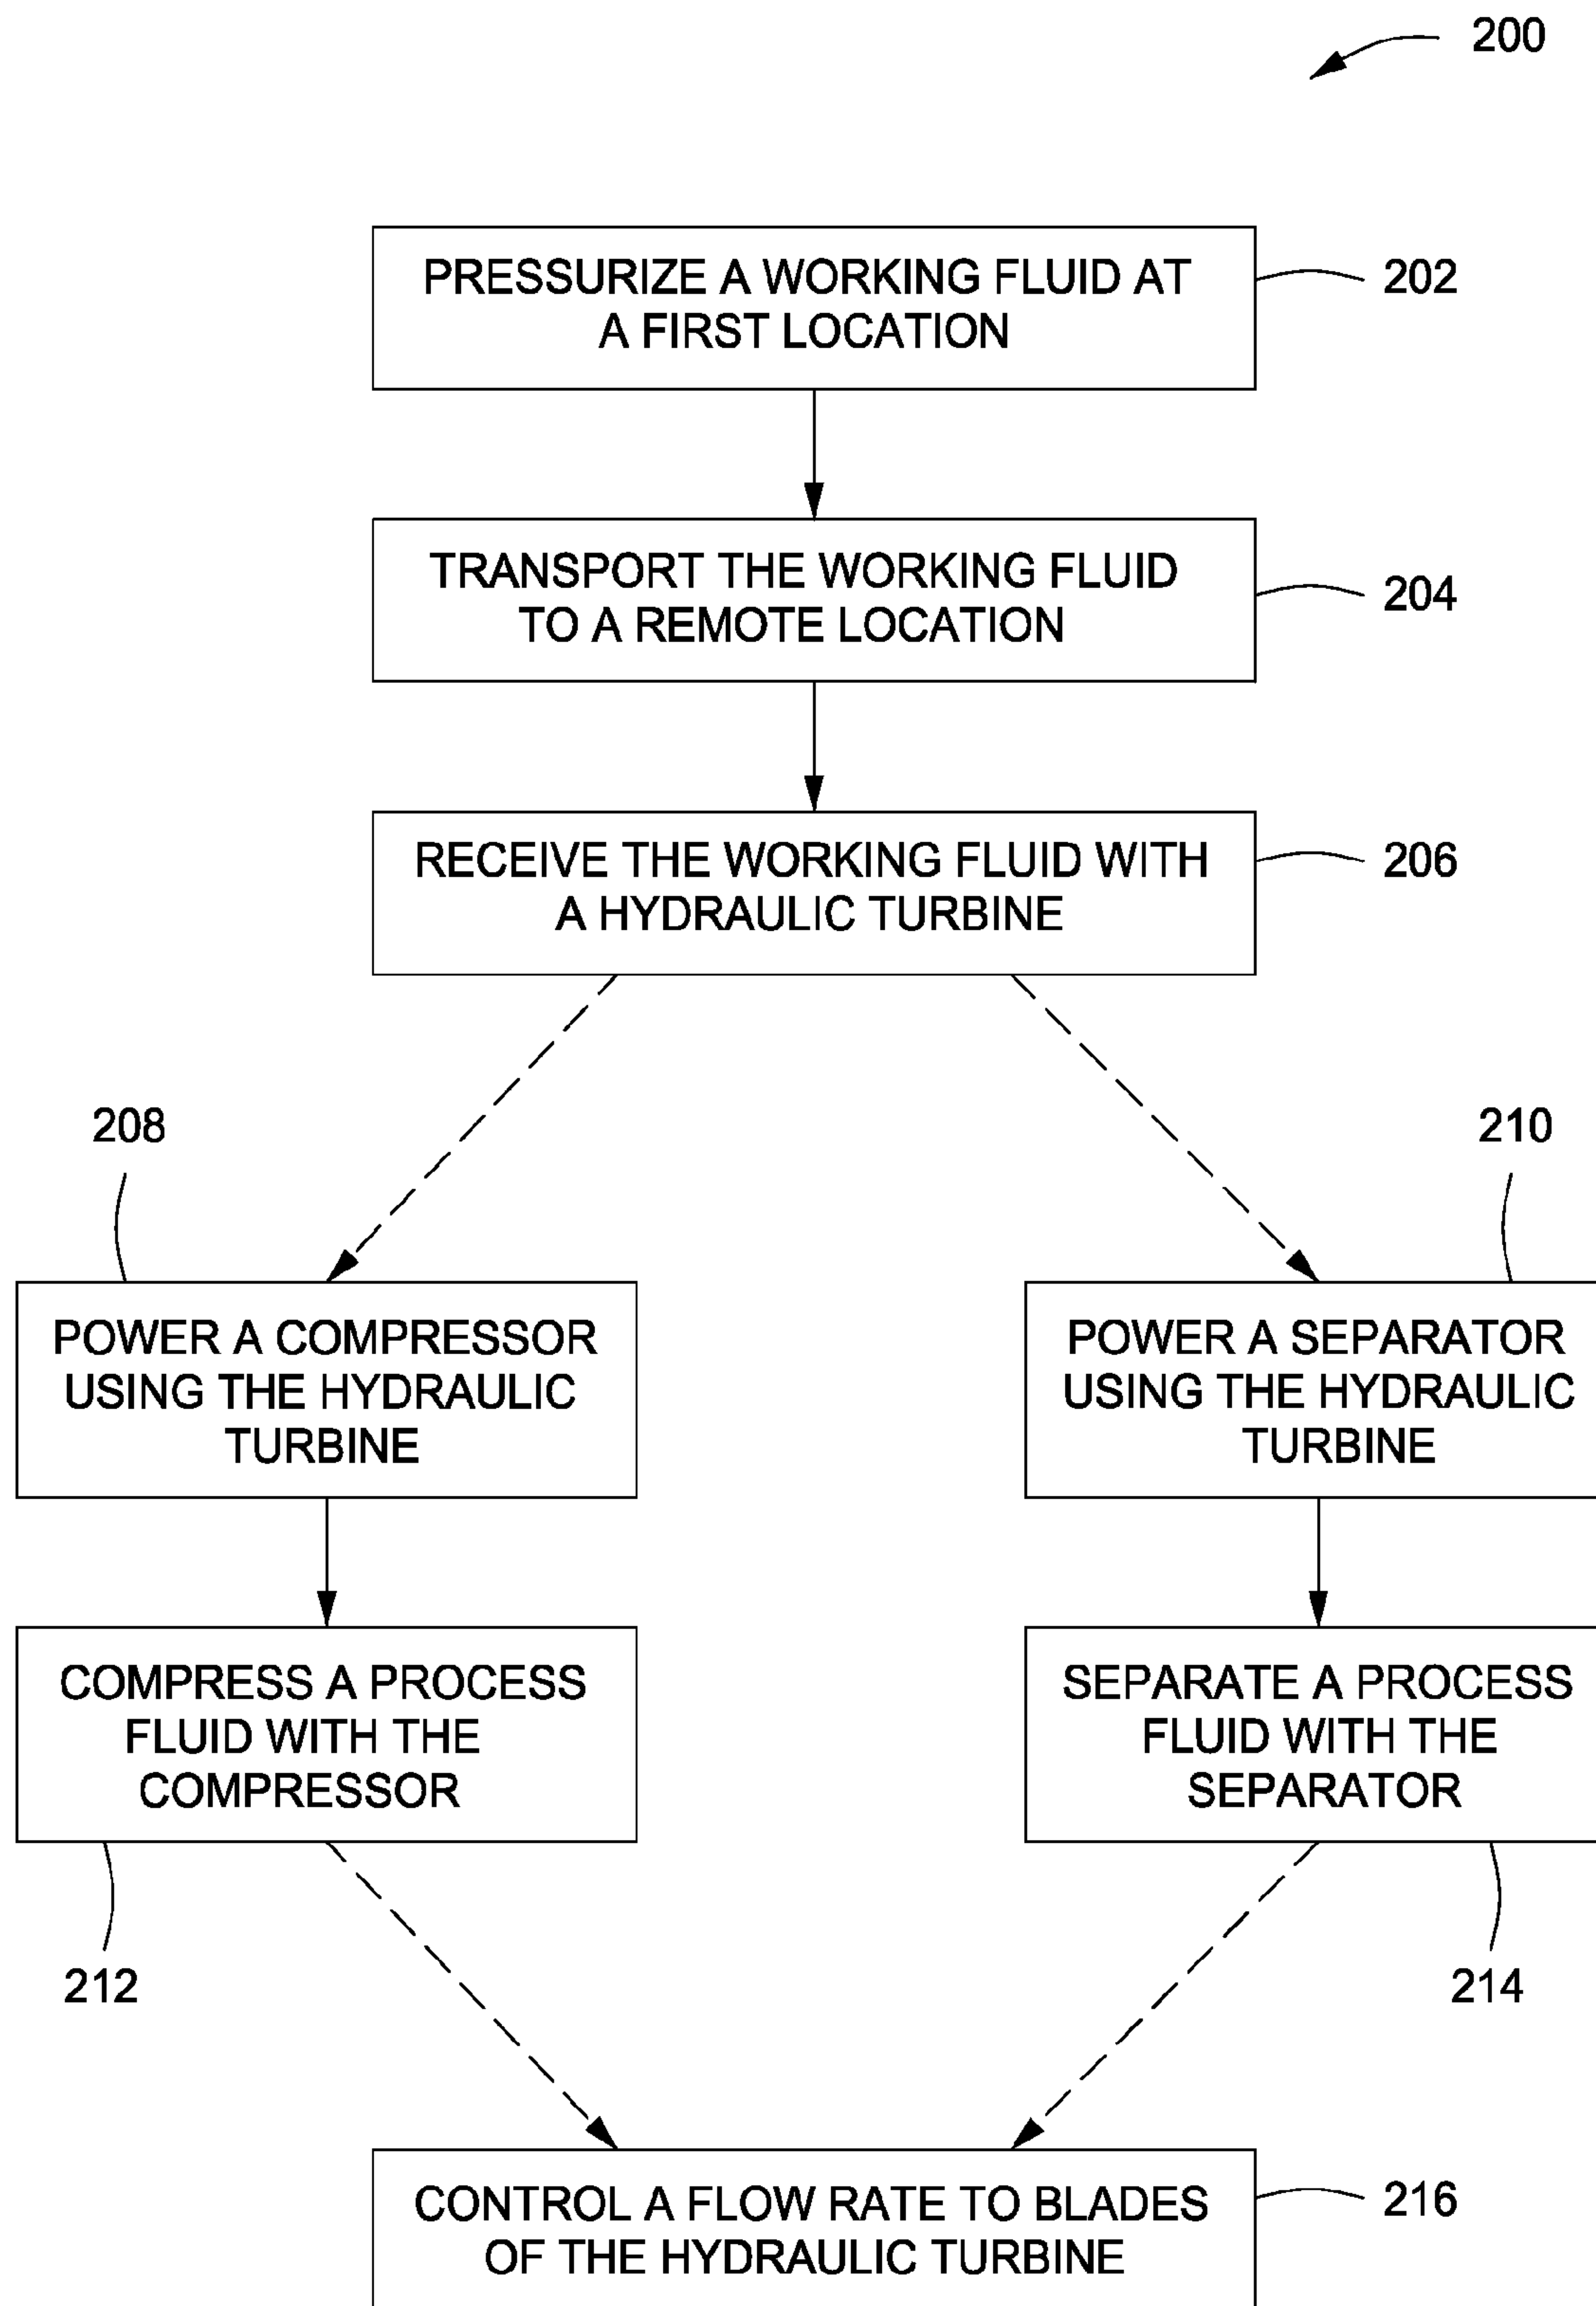 200
PRESSURIZE A WORKING FLUID AT
A FIRST LOCATION
202
TRANSPORT THE WORKING FLUID
TO A REMOTE LOCATION
204
RECEIVE THE WORKING FLUID WITH
A HYDRAULIC TURBINE
206
208
210
POWER A COMPRESSOR
USING THE HYDRAULIC
TURBINE
POWER A SEPARATOR
USING THE HYDRAULIC
TURBINE
COMPRESS A PROCESS
FLUID WITH THE
COMPRESSOR
SEPARATE A PROCESS
FLUID WITH THE
SEPARATOR
212
214
CONTROL A FLOW RATE TO BLADES
OF THE HYDRAULIC TURBINE
216